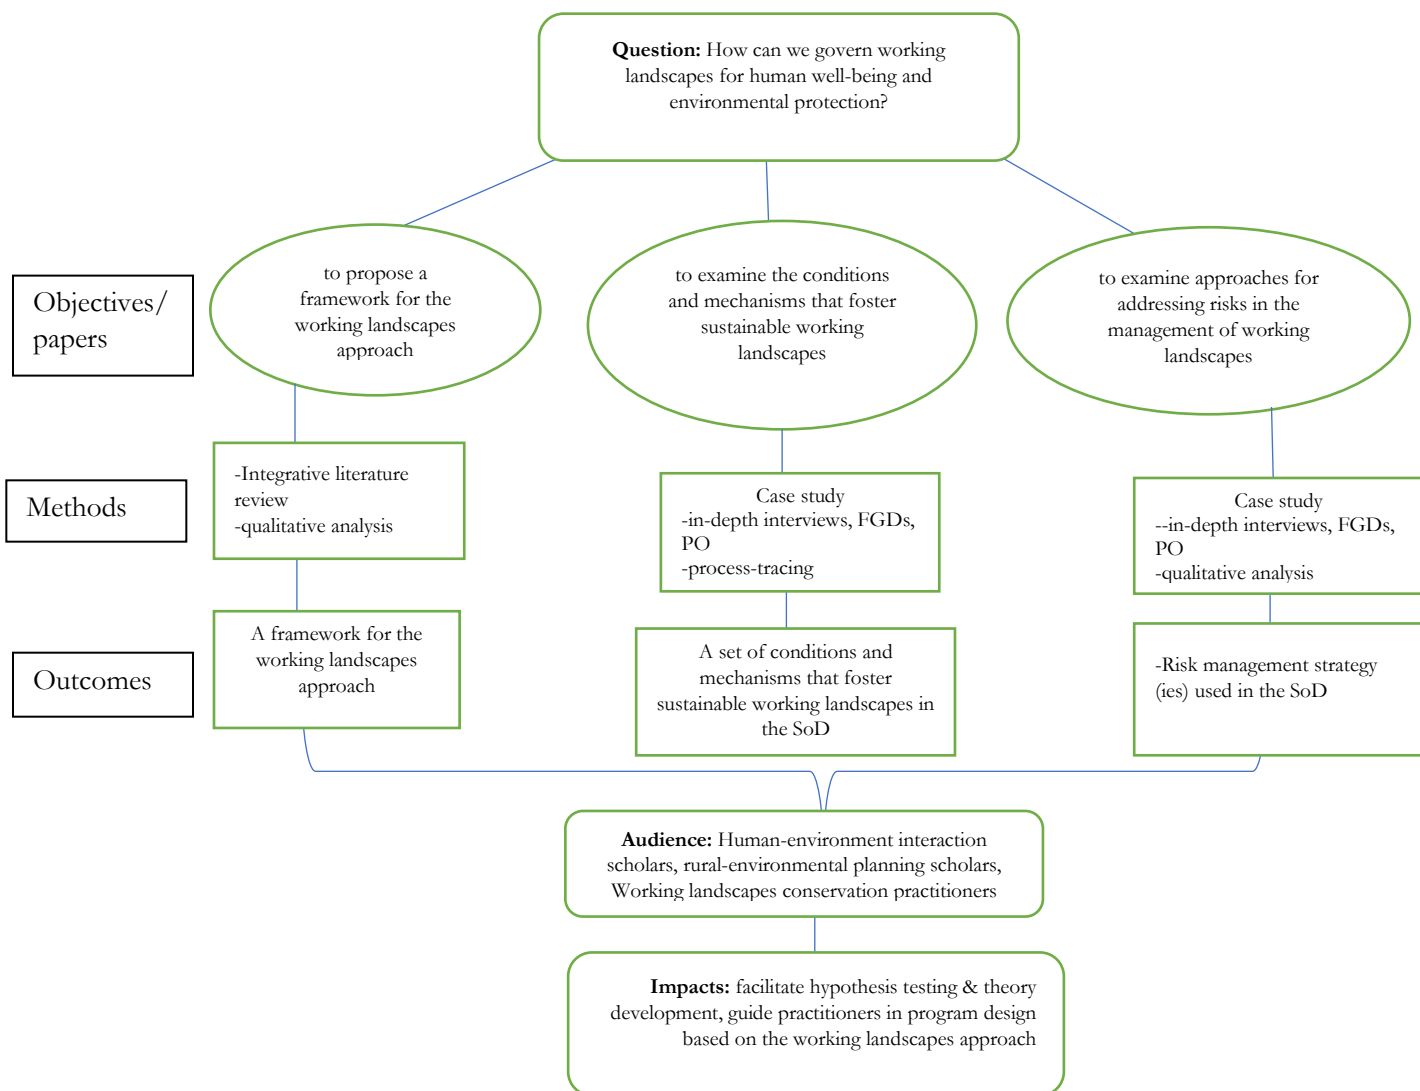 Question: How can we govern working
landscapes for human well-being and
environmental protection?
Objectives/
papers
to propose a
framework for the
working landscapes
approach
to examine the conditions
and mechanisms that foster
sustainable working
landscapes
to examine approaches for
addressing risks in the
management of working
landscapes
Methods
-Integrative literature
review
-qualitative analysis
Case study
-in-depth interviews, FGDs,
PO
-process-tracing
Case study
--in-depth interviews, FGDs,
PO
-qualitative analysis
Outcomes
A framework for the
working landscapes
approach
A set of conditions and
mechanisms that foster
sustainable working landscapes in
the SoD
-Risk management strategy
(ies) used in the SoD
Audience: Human-environment interaction
scholars, rural-environmental planning scholars,
Working landscapes conservation practitioners
Impacts: facilitate hypothesis testing & theory
development, guide practitioners in program design
based on the working landscapes approach